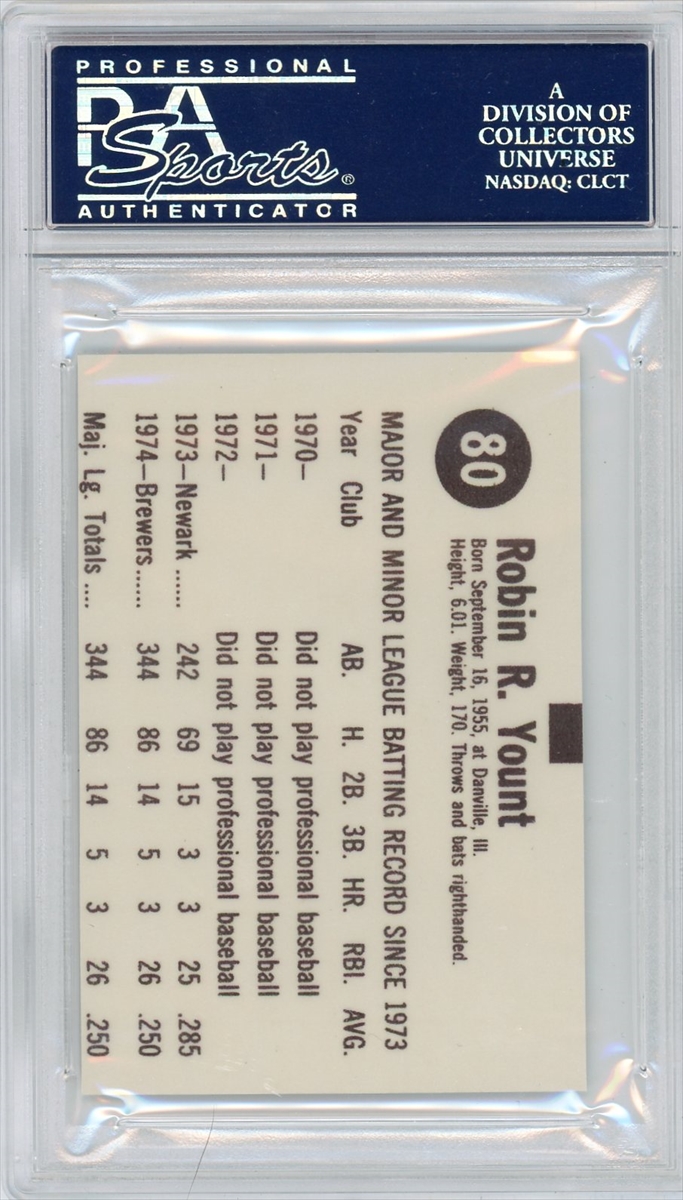 PROFESSIONAL
PSA
Sports®
AUTHENTICATOR
A
DIVISION OF
COLLECTORS
UNIVERSE
NASDAQ: CLCT
80
Robin R. Yount
Born September 16, 1955, at Danville, Ill.
Height, 6.01. Weight, 170. Throws and bats righthanded.
MAJOR AND MINOR LEAGUE BATTING RECORD SINCE 1973
Year Club AB. H. 2B. 3B. HR. RBI. AVG.
1970— Did not play professional baseball
1971— Did not play professional baseball
1972— Did not play professional baseball
1973—Newark ...... 242 69 15 3 3 25 .285
1974—Brewers...... 344 86 14 5 3 26 .250
Maj. Lg. Totals .... 344 86 14 5 3 26 .250